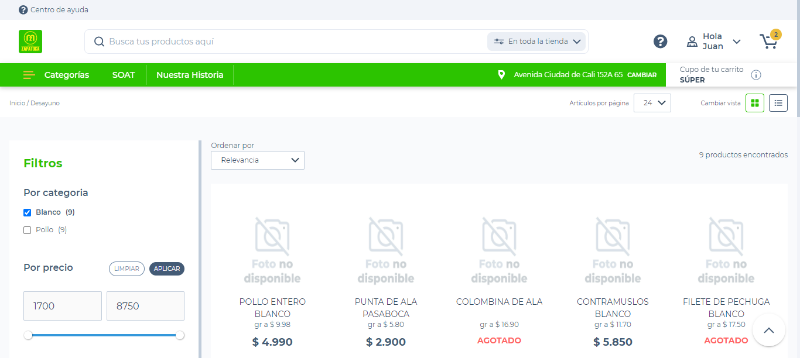 Centro de ayuda
Busca tus productos aquí
En toda la tienda
Hola
Juan
2
Categorías
SOAT
Nuestra Historia
Avenida Ciudad de Cali 152A 65 CAMBIAR
Cupo de tu carrito
SÚPER
Inicio / Desayuno
Artículos por página
24
Cambiar vista
Filtros
Por categoria
Blanco (9)
Pollo (9)
Por precio
LIMPIAR
APLICAR
1700
8750
Ordenar por
Relevancia
9 productos encontrados
Foto no
disponible
POLLO ENTERO
BLANCO
gr a $ 9.98
$ 4.990
Foto no
disponible
PUNTA DE ALA
PASABOCA
gr a $ 5.80
$ 2.900
Foto no
disponible
COLOMBINA DE ALA
gr a $ 16.90
AGOTADO
Foto no
disponible
CONTRAMUSLOS
BLANCO
gr a $ 11.70
$ 5.850
Foto no
disponible
FILETE DE PECHUGA
BLANCO
gr a $ 17.50
AGOTADO